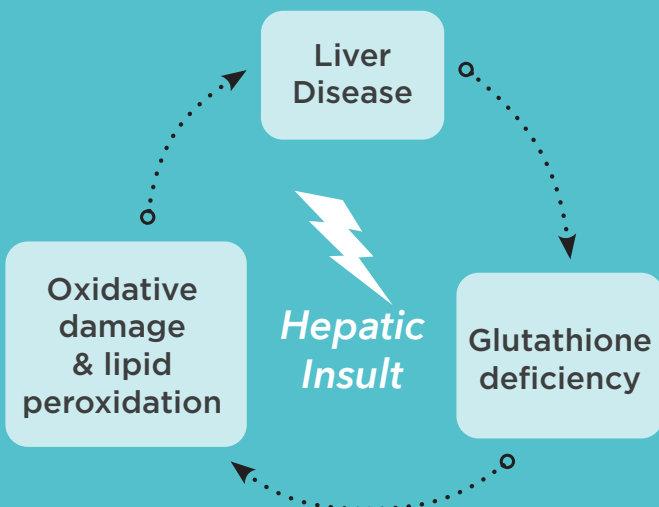 Liver
Disease
Oxidative
damage
& lipid
peroxidation
Hepatic
Insult
Glutathione
deficiency